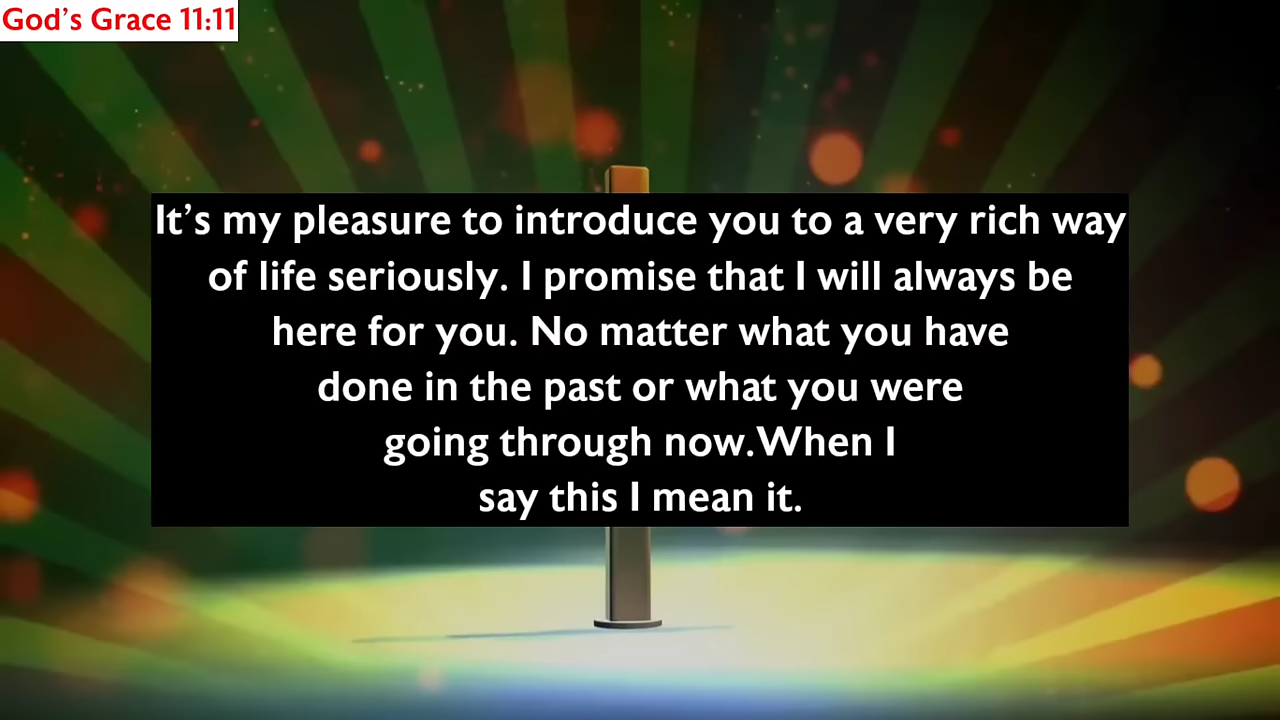 God’s Grace 11:11
It’s my pleasure to introduce you to a very rich way
of life seriously. I promise that I will always be
here for you. No matter what you have
done in the past or what you were
going through now. When I
say this I mean it.